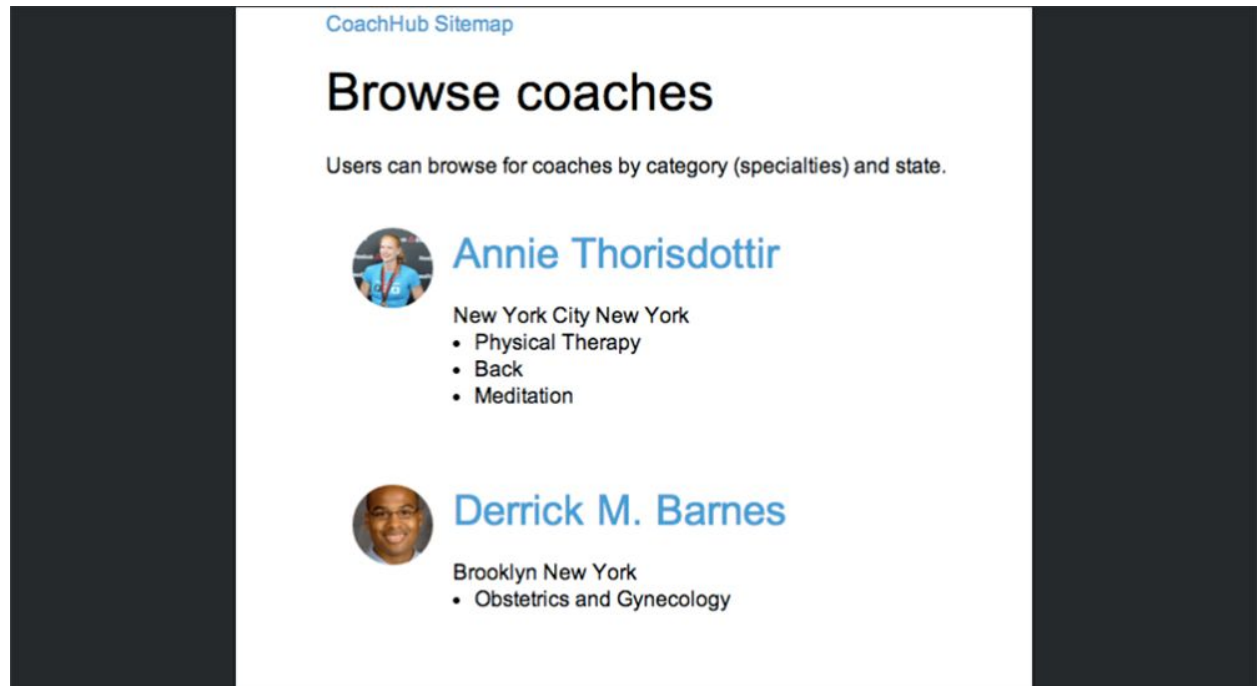 CoachHub Sitemap
Browse coaches
Users can browse for coaches by category (specialties) and state.
Annie Thorisdottir
New York City New York
• Physical Therapy
• Back
• Meditation
Derrick M. Barnes
Brooklyn New York
• Obstetrics and Gynecology